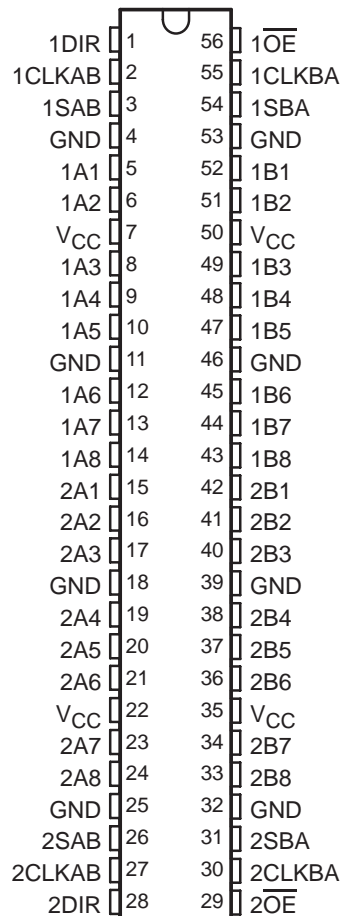 1DIR 1 56 1O̅E̅
1CLKAB 2 55 1CLKBA
1SAB 3 54 1SBA
GND 4 53 GND
1A1 5 52 1B1
1A2 6 51 1B2
VCC 7 50 VCC
1A3 8 49 1B3
1A4 9 48 1B4
1A5 10 47 1B5
GND 11 46 GND
1A6 12 45 1B6
1A7 13 44 1B7
1A8 14 43 1B8
2A1 15 42 2B1
2A2 16 41 2B2
2A3 17 40 2B3
GND 18 39 GND
2A4 19 38 2B4
2A5 20 37 2B5
2A6 21 36 2B6
VCC 22 35 VCC
2A7 23 34 2B7
2A8 24 33 2B8
GND 25 32 GND
2SAB 26 31 2SBA
2CLKAB 27 30 2CLKBA
2DIR 28 29 2O̅E̅